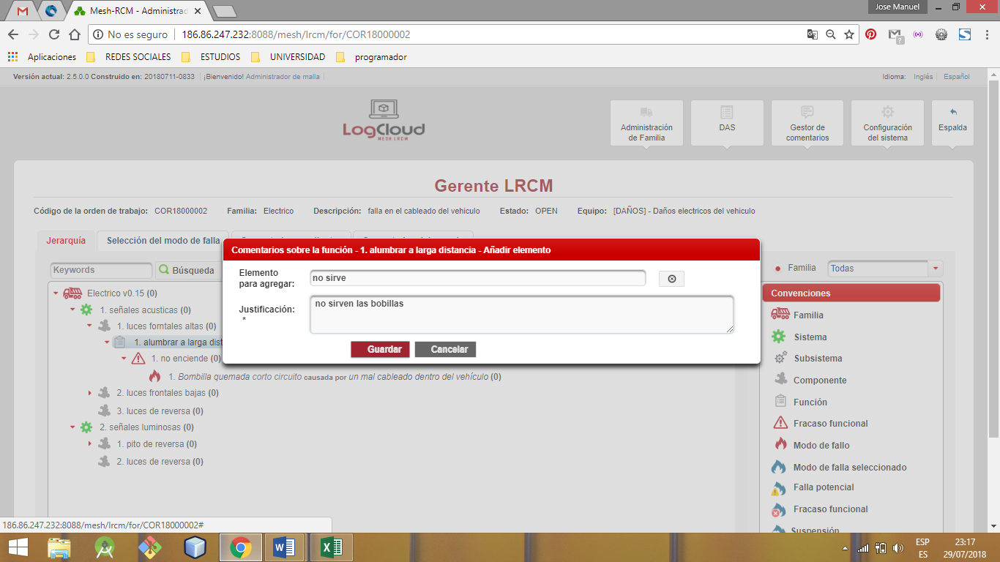 Mesh-RCM - Administrad
Jose Manuel
No es seguro | 186.86.247.232:8088/mesh/lrcm/for/COR18000002
Aplicaciones REDES SOCIALES ESTUDIOS UNIVERSIDAD programador
Versión actual: 2.5.0.0 Construido en: 20180711-0833 ¡Bienvenido! Administrador de malla
Idioma: Inglés Español
LogCloud
MESH LRCM
Administración de Familia
DAS
Gestor de comentarios
Configuración del sistema
Espalda
Gerente LRCM
Código de la orden de trabajo: COR18000002 Familia: Electrico Descripción: falla en el cableado del vehiculo Estado: OPEN Equipo: [DAÑOS] - Daños electricos del vehiculo
Jerarquía Selección del modo de falla
Comentarios sobre la función - 1. alumbrar a larga distancia - Añadir elemento
Elemento para agregar: no sirve
Justificación: *
no sirven las bobillas
Guardar Cancelar
Keywords Búsqueda
Familia Todas
Electrico v0.15 (0)
1. señales acusticas (0)
1. luces forntales altas (0)
1. alumbrar a larga dist
1. no enciende (0)
1. Bombilla quemada corto circuito causada por un mal cableado dentro del vehículo (0)
2. luces frontales bajas (0)
3. luces de reversa (0)
2. señales luminosas (0)
1. pito de reversa (0)
2. luces de reversa (0)
Convenciones
Familia
Sistema
Subsistema
Componente
Función
Fracaso funcional
Modo de fallo
Modo de falla seleccionado
Falla potencial
Fracaso funcional
Suspensión
186.86.247.232:8088/mesh/lrcm/for/COR18000002#
ESP
ES
23:17
29/07/2018